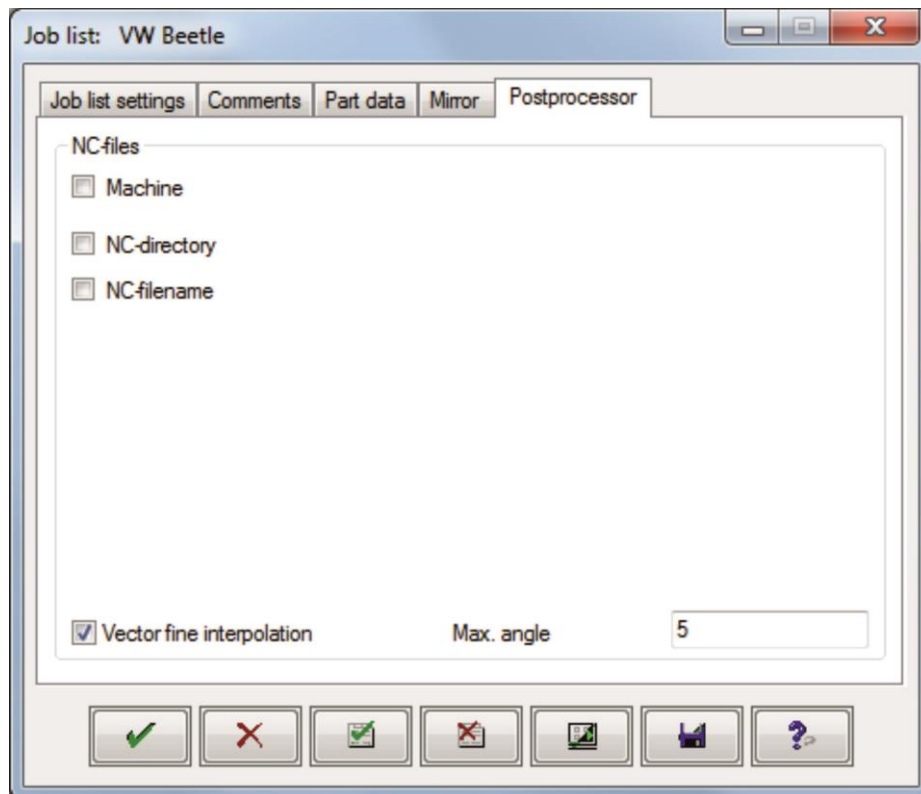 Job list: VW Beetle
Job list settings Comments Part data Mirror Postprocessor
NC-files
Machine
NC-directory
NC-filename
Vector fine interpolation Max. angle 5